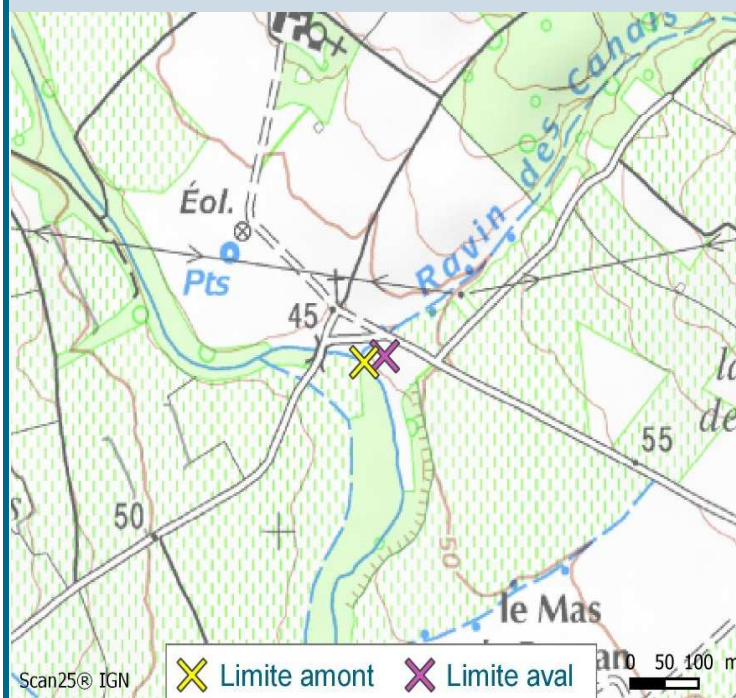 Ravin des Canals
Éol.
Pts
45
la
de
55
50
50
le Mas
Scan25® IGN
Limite amont
Limite aval
0 50 100 m